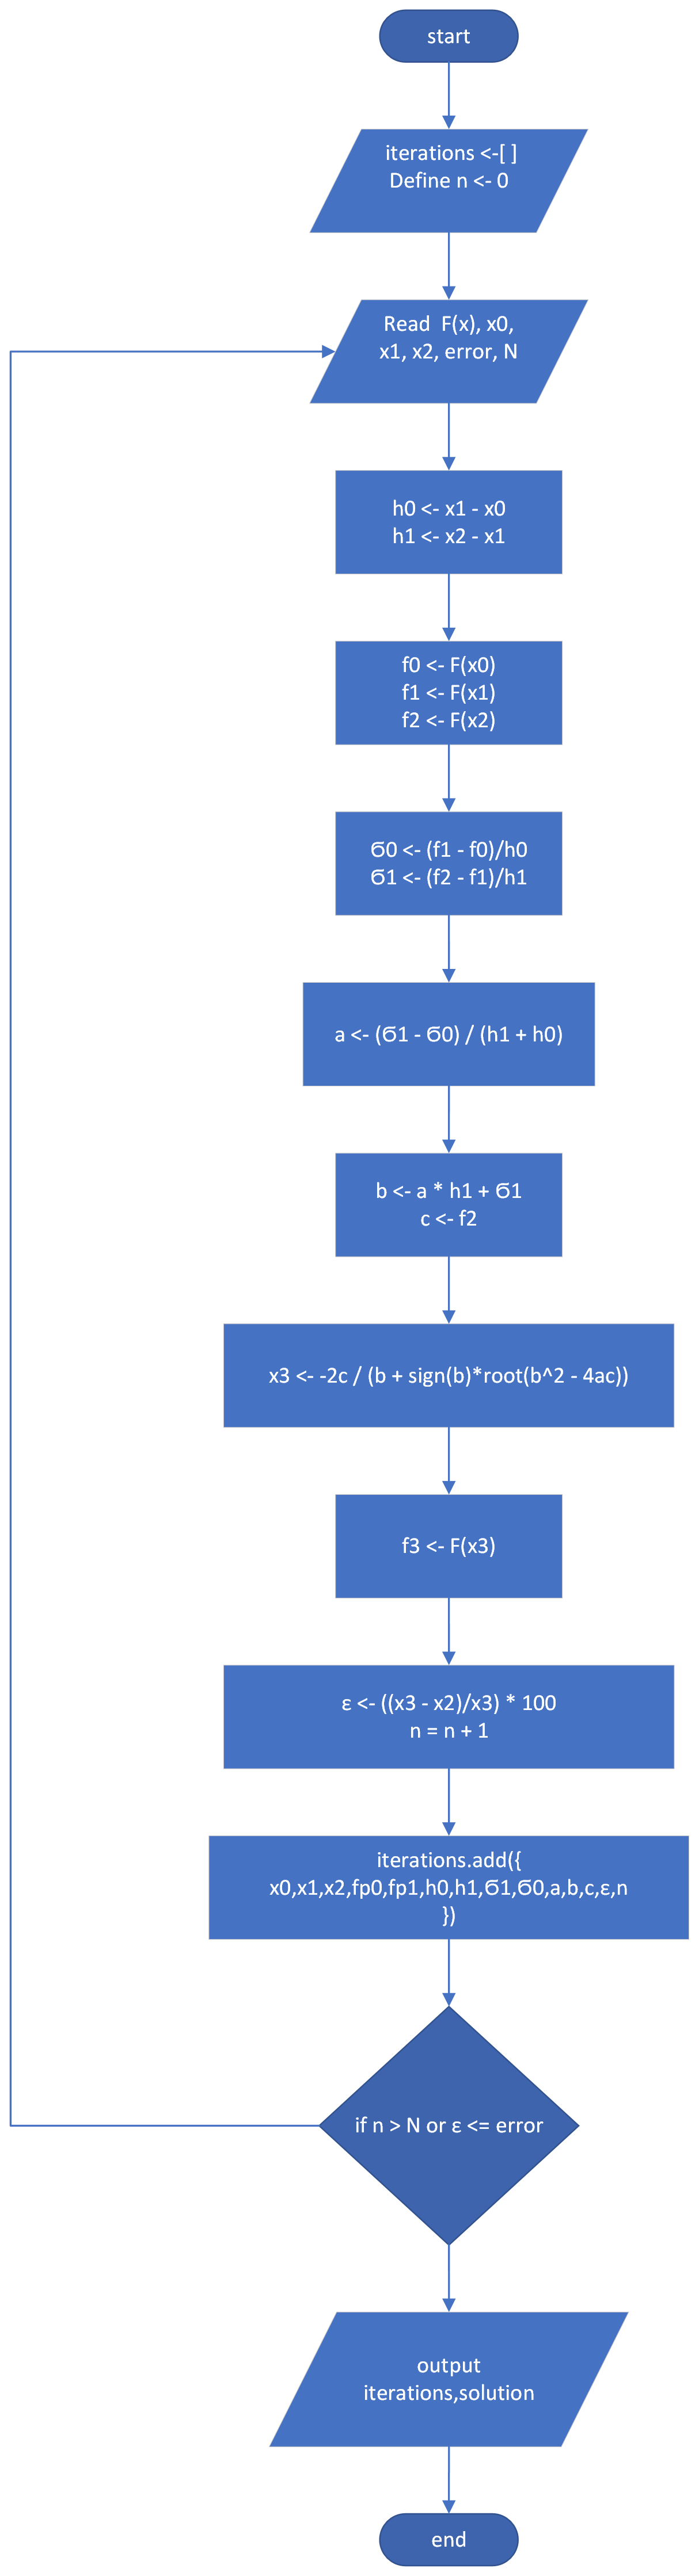 start
iterations <-[ ]
Define n <- 0
Read  F(x), x0,
x1, x2, error, N
h0 <- x1 - x0
h1 <- x2 - x1
f0 <- F(x0)
f1 <- F(x1)
f2 <- F(x2)
Ϭ0 <- (f1 - f0)/h0
Ϭ1 <- (f2 - f1)/h1
a <- (Ϭ1 - Ϭ0) / (h1 + h0)
b <- a * h1 + Ϭ1
c <- f2
x3 <- -2c / (b + sign(b)*root(b^2 - 4ac))
f3 <- F(x3)
ε <- ((x3 - x2)/x3) * 100
n = n + 1
iterations.add({
x0,x1,x2,fp0,fp1,h0,h1,Ϭ1,Ϭ0,a,b,c,ε,n
})
if n > N or ε <= error
output
iterations,solution
end